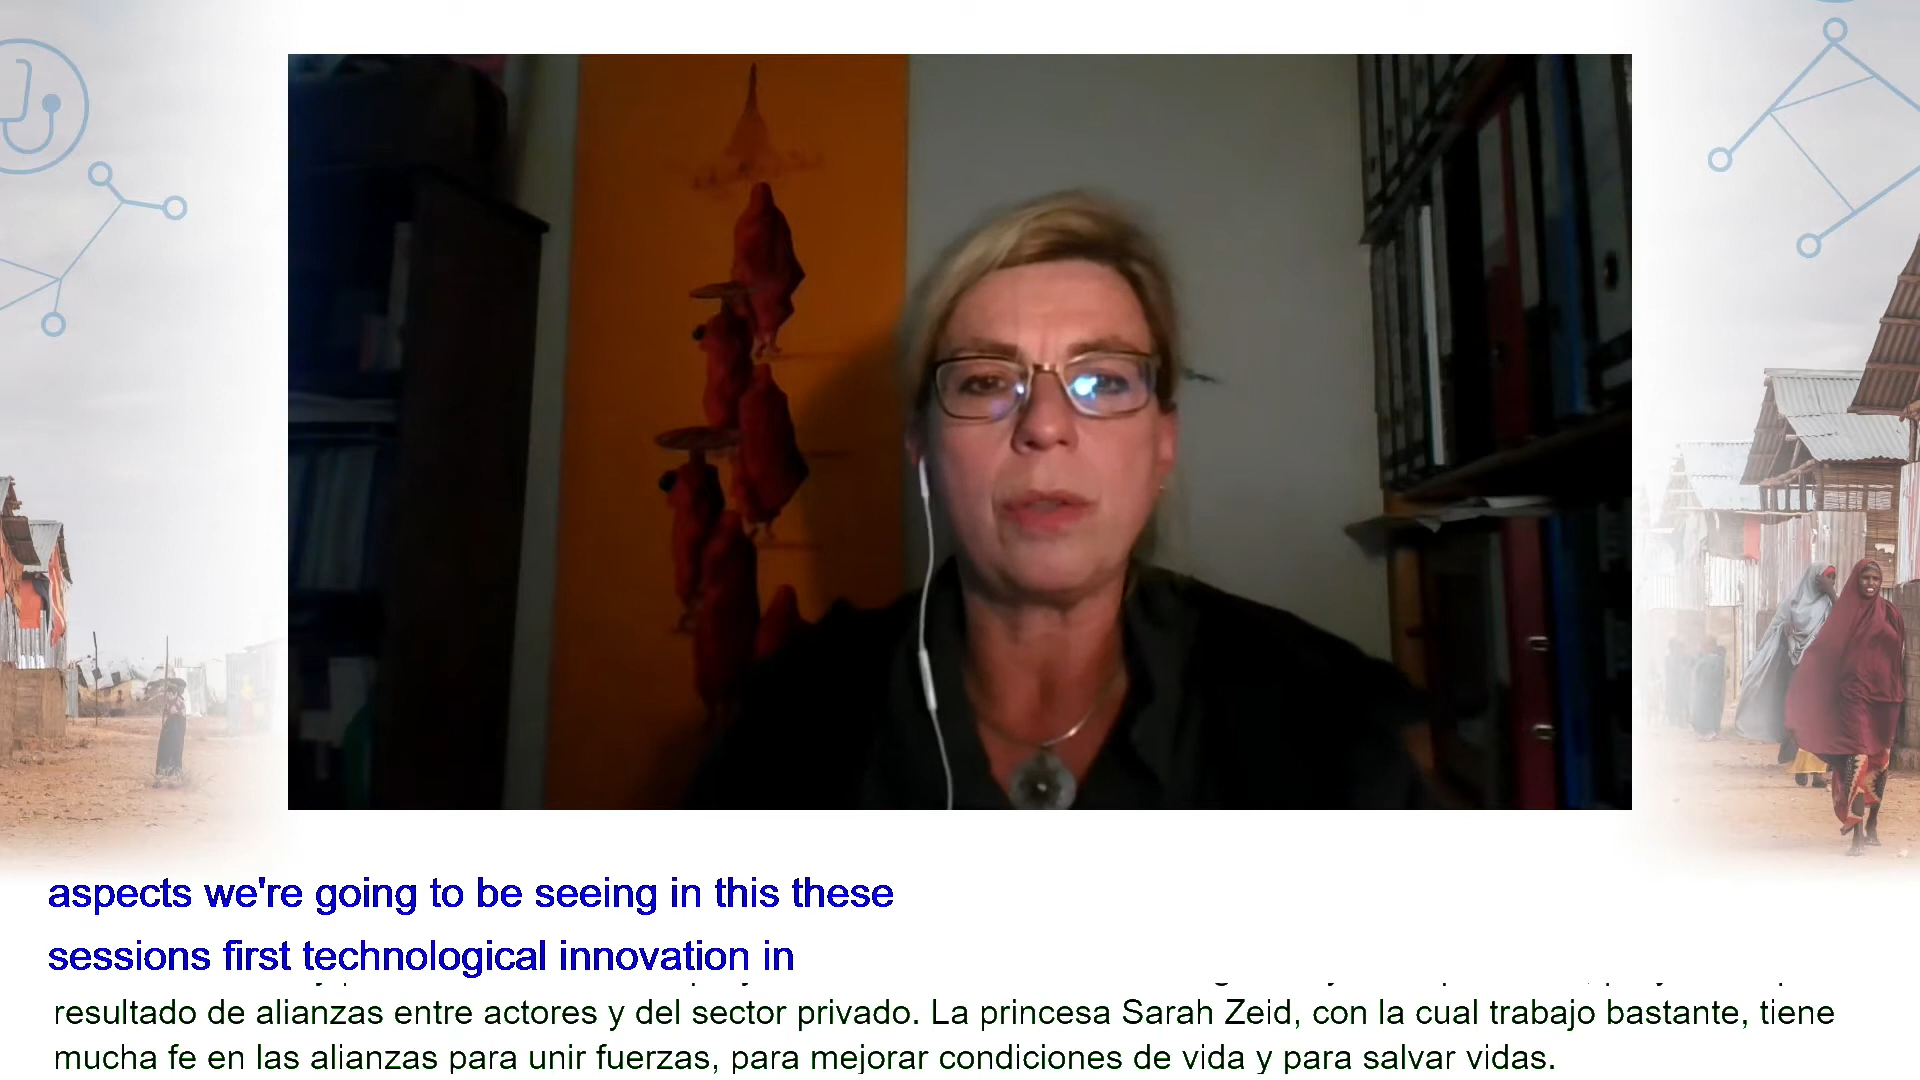 aspects we're going to be seeing in this these
sessions first technological innovation in
resultado de alianzas entre actores y del sector privado. La princesa Sarah Zeid, con la cual trabajo bastante, tiene
mucha fe en las alianzas para unir fuerzas, para mejorar condiciones de vida y para salvar vidas.